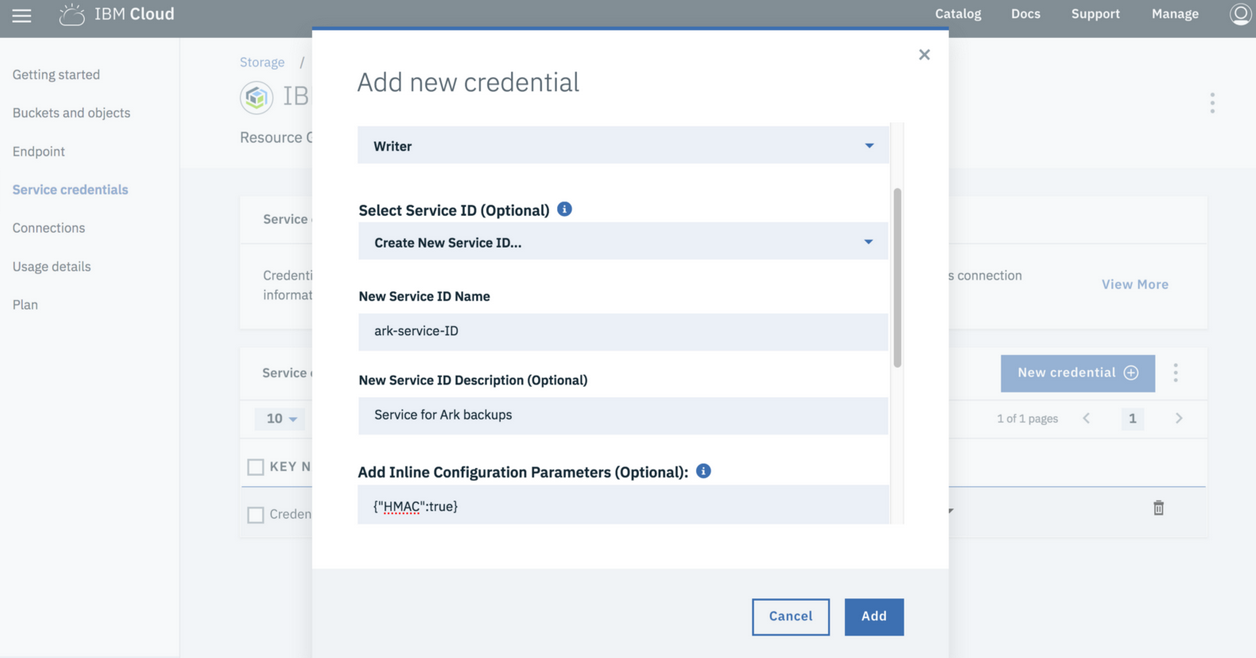 IBM Cloud
Catalog
Docs
Support
Manage
Getting started
Buckets and objects
Endpoint
Service credentials
Connections
Usage details
Plan
Storage /
IB
Resource
Service
Credenti
informat
s connection
View More
Service
New credential
10
1 of 1 pages
1
KEY N
Creden
Add new credential
Writer
Select Service ID (Optional)
Create New Service ID...
New Service ID Name
ark-service-ID
New Service ID Description (Optional)
Service for Ark backups
Add Inline Configuration Parameters (Optional):
{"HMAC":true}
Cancel
Add